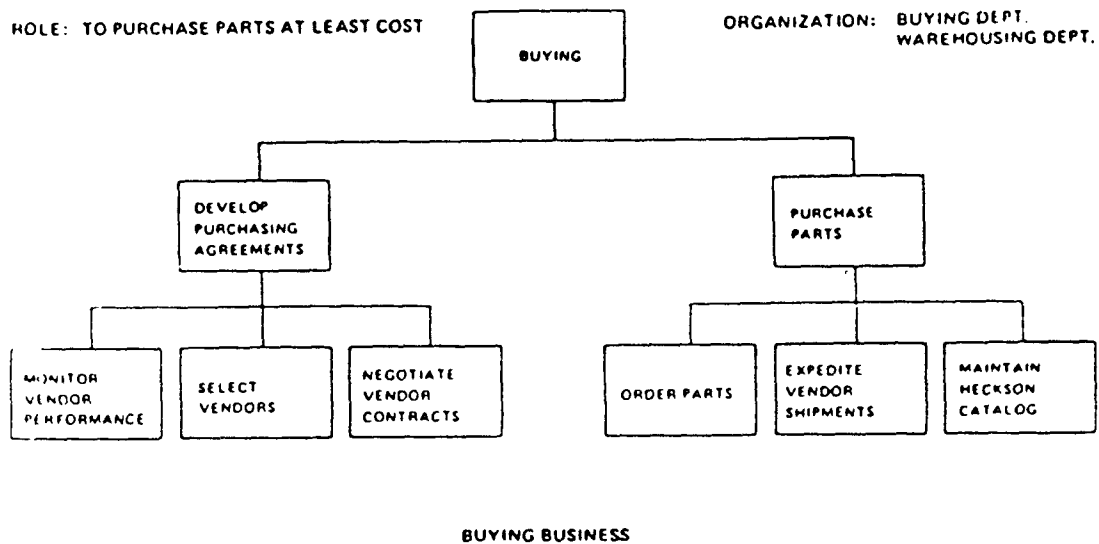 ROLE: TO PURCHASE PARTS AT LEAST COST
ORGANIZATION: BUYING DEPT.
WAREHOUSING DEPT.
BUYING
DEVELOP
PURCHASING
AGREEMENTS
PURCHASE
PARTS
MONITOR
VENDOR
PERFORMANCE
SELECT
VENDORS
NEGOTIATE
VENDOR
CONTRACTS
ORDER PARTS
EXPEDITE
VENDOR
SHIPMENTS
MAINTAIN
HECKSON
CATALOG
BUYING BUSINESS